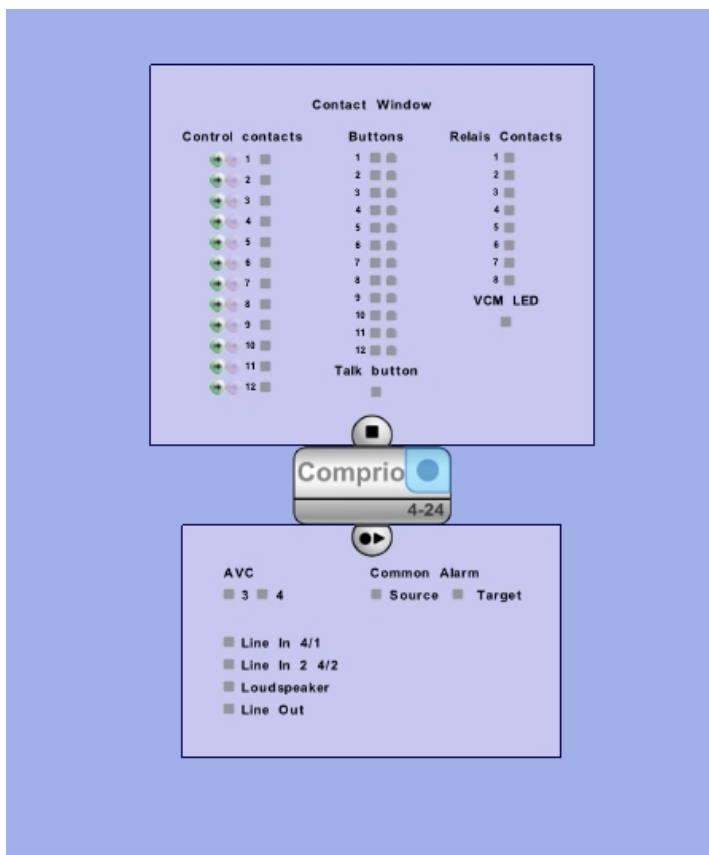 Contact Window
Control contacts Buttons Relais Contacts
1 1 1
2 2 2
3 3 3
4 4 4
5 5 5
6 6 6
7 7 7
8 8 8
9 9 VCM LED
10 10
11 11
12 12
Talk button
Comprio
4-24
AVC Common Alarm
3 4 Source Target
Line In 4/1
Line In 2 4/2
Loudspeaker
Line Out